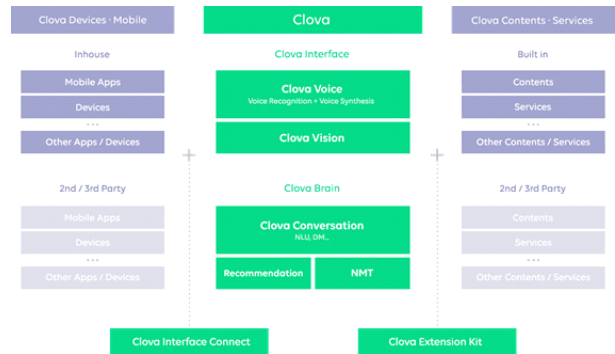 Clova Devices · Mobile
Clova
Clova Contents · Services
Inhouse
Clova Interface
Built in
Mobile Apps
Devices
...
Other Apps / Devices
Clova Voice
Voice Recognition + Voice Synthesis
Clova Vision
Contents
Services
...
Other Contents / Services
2nd / 3rd Party
Clova Brain
2nd / 3rd Party
Mobile Apps
Devices
...
Other Apps / Devices
Clova Conversation
NLU, DM...
Recommendation
NMT
Contents
Services
...
Other Contents / Services
Clova Interface Connect
Clova Extension Kit